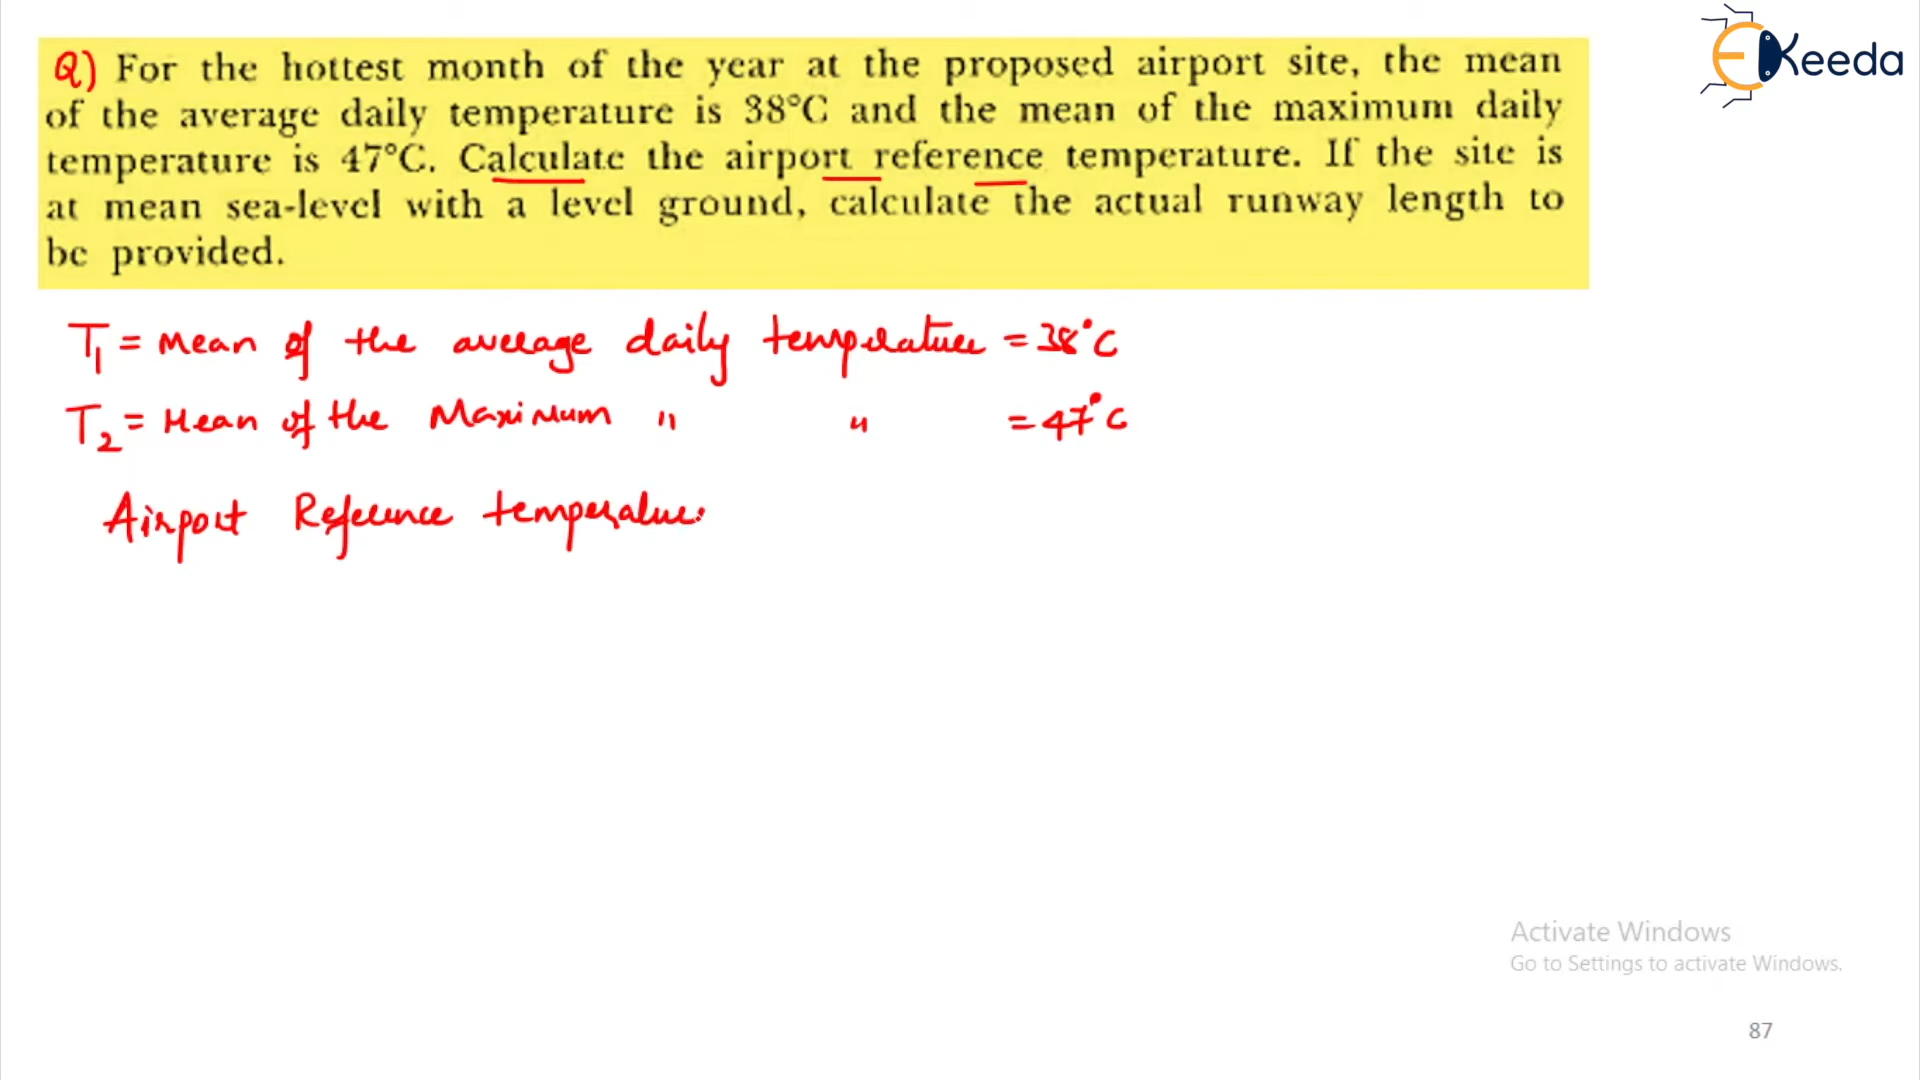 EKeeda
Q) For the hottest month of the year at the proposed airport site, the mean
of the average daily temperature is 38°C and the mean of the maximum daily
temperature is 47°C. Calculate the airport reference temperature. If the site is
at mean sea-level with a level ground, calculate the actual runway length to
be provided.
T1 = Mean of the average daily temperature = 38°C
T2 = Mean of the Maximum " " = 47°C
Airport Reference temperature
Activate Windows
Go to Settings to activate Windows.
87